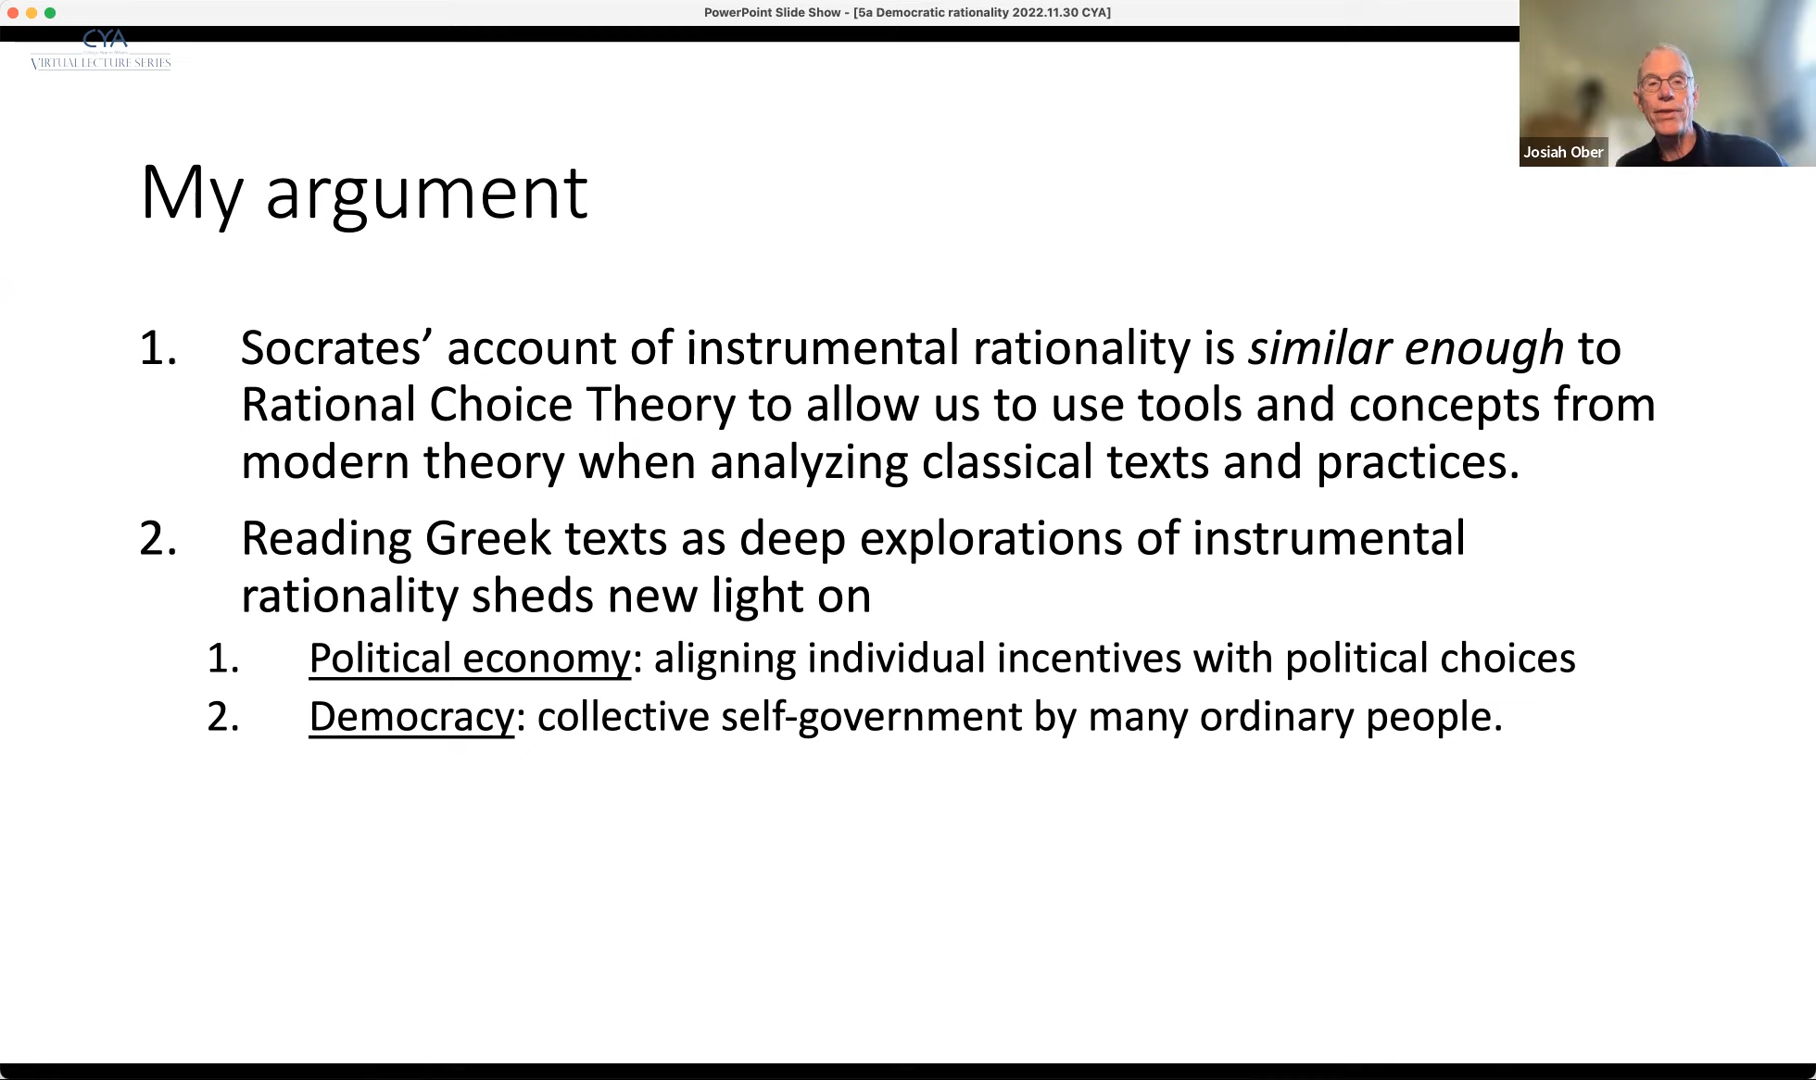 PowerPoint Slide Show - [5a Democratic rationality 2022.11.30 CYA]
CYA
VIRTUAL LECTURE SERIES
Josiah Ober
My argument
1. Socrates’ account of instrumental rationality is similar enough to
Rational Choice Theory to allow us to use tools and concepts from
modern theory when analyzing classical texts and practices.
2. Reading Greek texts as deep explorations of instrumental
rationality sheds new light on
1. Political economy: aligning individual incentives with political choices
2. Democracy: collective self-government by many ordinary people.